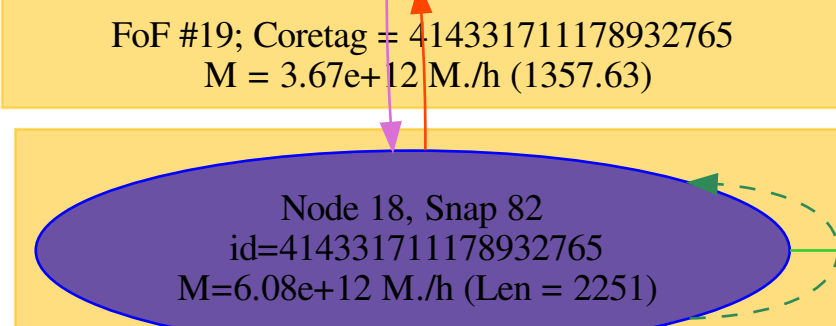 FoF #19; Coretag = 414331711178932765
M = 3.67e+12 M./h (1357.63)
Node 18, Snap 82
id=414331711178932765
M=6.08e+12 M./h (Len = 2251)